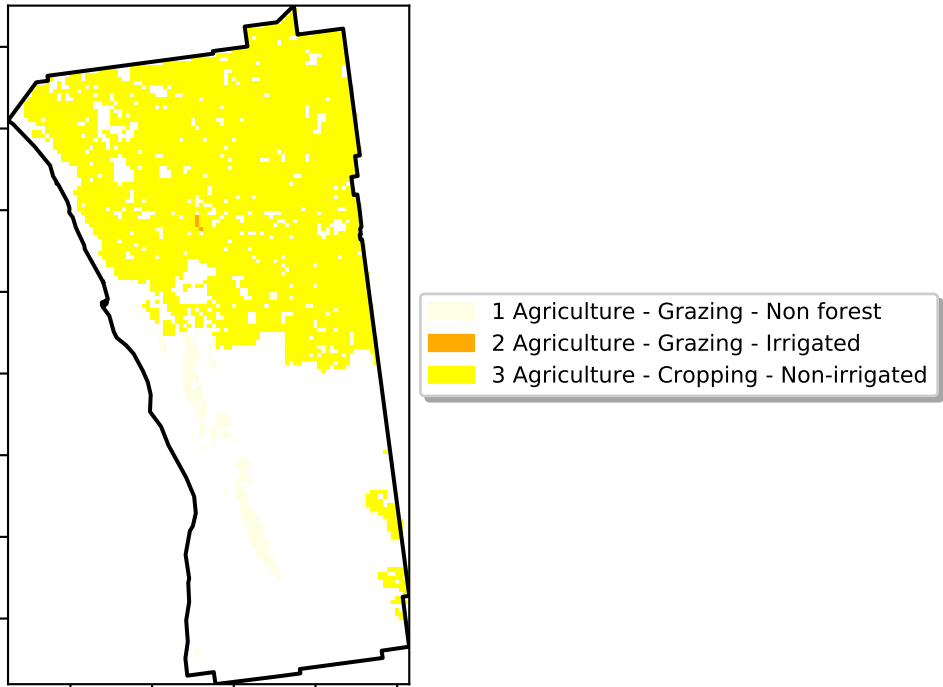 1 Agriculture - Grazing - Non forest
2 Agriculture - Grazing - Irrigated
3 Agriculture - Cropping - Non-irrigated